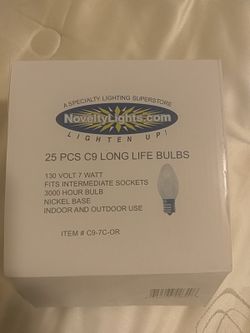 A SPECIALTY LIGHTING SUPERSTORE
NoveltyLights.com
LIGHTEN UP!
25 PCS C9 LONG LIFE BULBS
130 VOLT 7 WATT
FITS INTERMEDIATE SOCKETS
3000 HOUR BULB
NICKEL BASE
INDOOR AND OUTDOOR USE
ITEM # C9-7C-OR